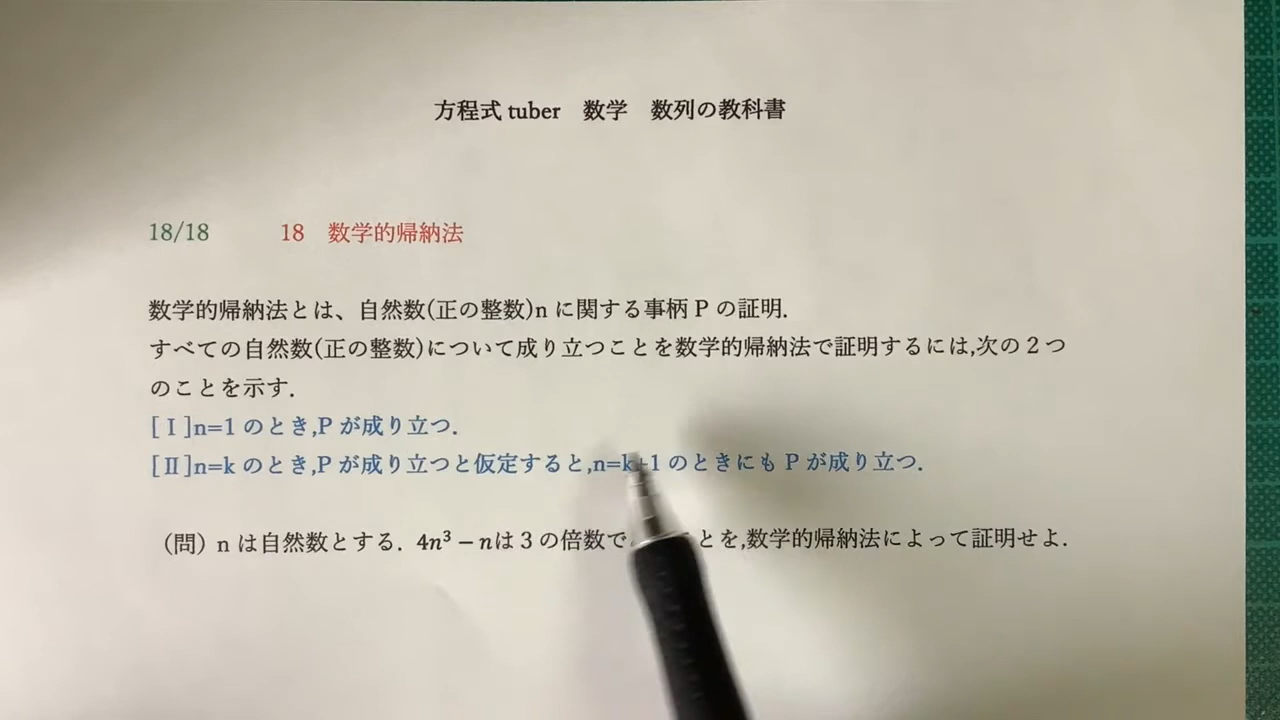 方程式 tuber 数学 数列の教科書
18/18 18 数学的帰納法
数学的帰納法とは、自然数(正の整数)n に関する事柄 P の証明.
すべての自然数(正の整数)について成り立つことを数学的帰納法で証明するには,次の２つ
のことを示す.
[Ⅰ]n=1 のとき,P が成り立つ.
[Ⅱ]n=k のとき,P が成り立つと仮定すると,n=k+1 のときにも P が成り立つ.
（問）n は自然数とする. 4n³ − nは 3 の倍数で とを,数学的帰納法によって証明せよ.